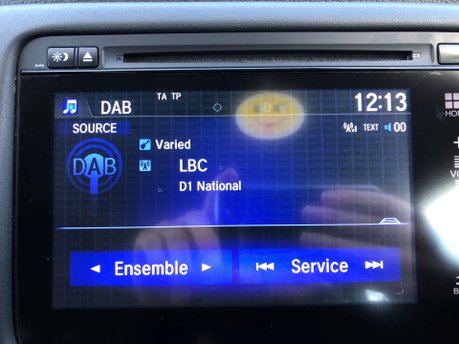 TA TP
DAB
12:13
SOURCE
TEXT 00
Varied
DAB
LBC
D1 National
Ensemble
Service